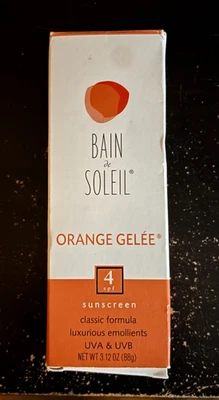 BAIN
de
SOLEIL®
ORANGE GELÉE®
4
spf
sunscreen
classic formula
luxurious emollients
UVA & UVB
NET WT 3.12 OZ (88g)